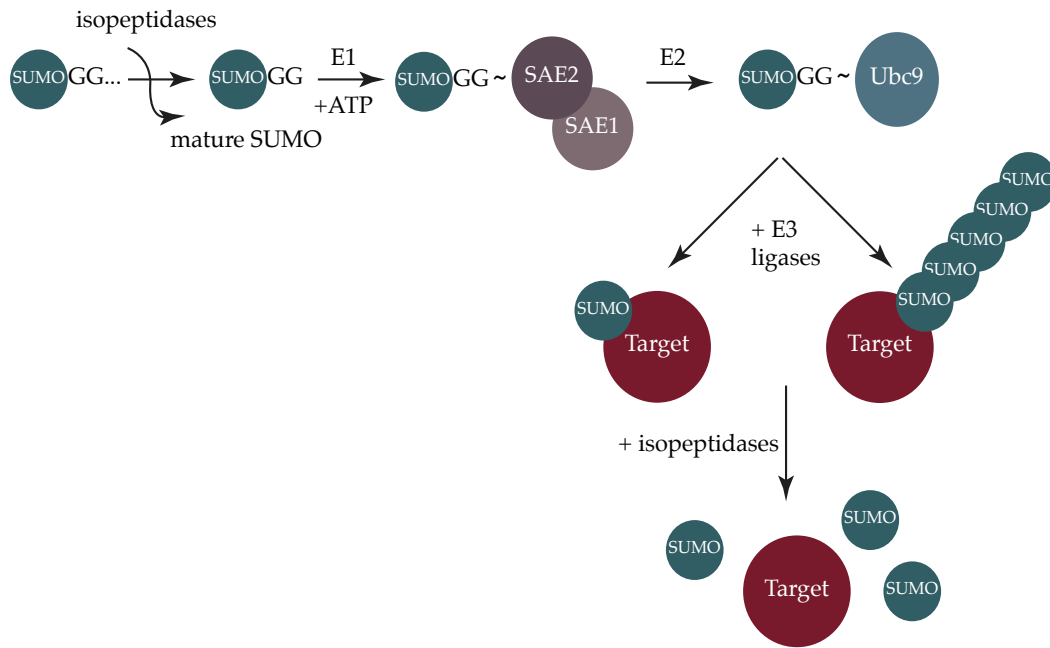 isopeptidases
SUMO GG...
SUMO GG
mature SUMO
E1
+ATP
SUMO GG ~ SAE2
SAE1
E2
SUMO GG ~ Ubc9
+ E3
ligases
SUMO
Target
SUMO
SUMO
SUMO
SUMO
SUMO
Target
+ isopeptidases
SUMO
Target
SUMO
SUMO